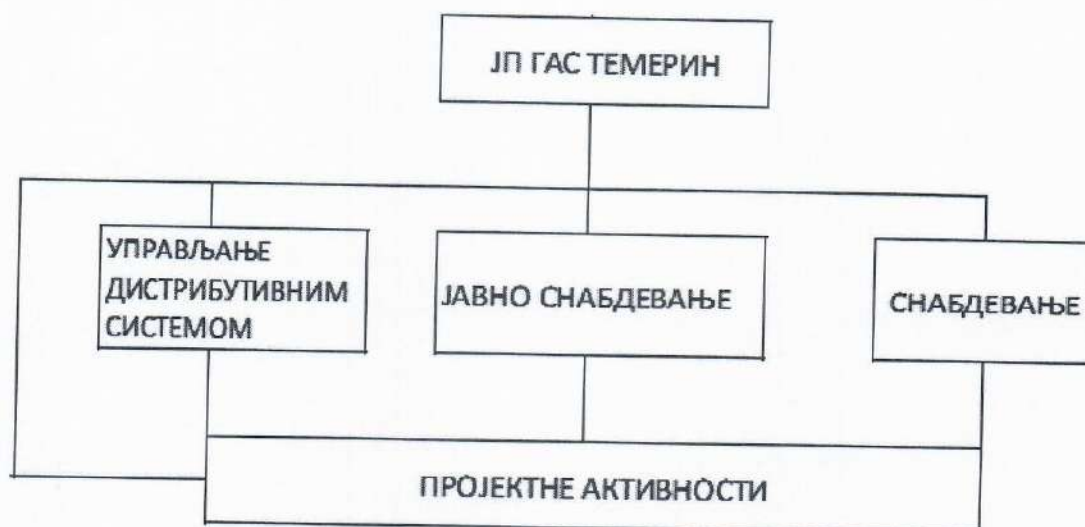 ЈП ГАС ТЕМЕРИН
УПРАВЉАЊЕ
ДИСТРИБУТИВНИМ
СИСТЕМОМ
ЈАВНО СНАБДЕВАЊЕ
СНАБДЕВАЊЕ
ПРОЈЕКТНЕ АКТИВНОСТИ